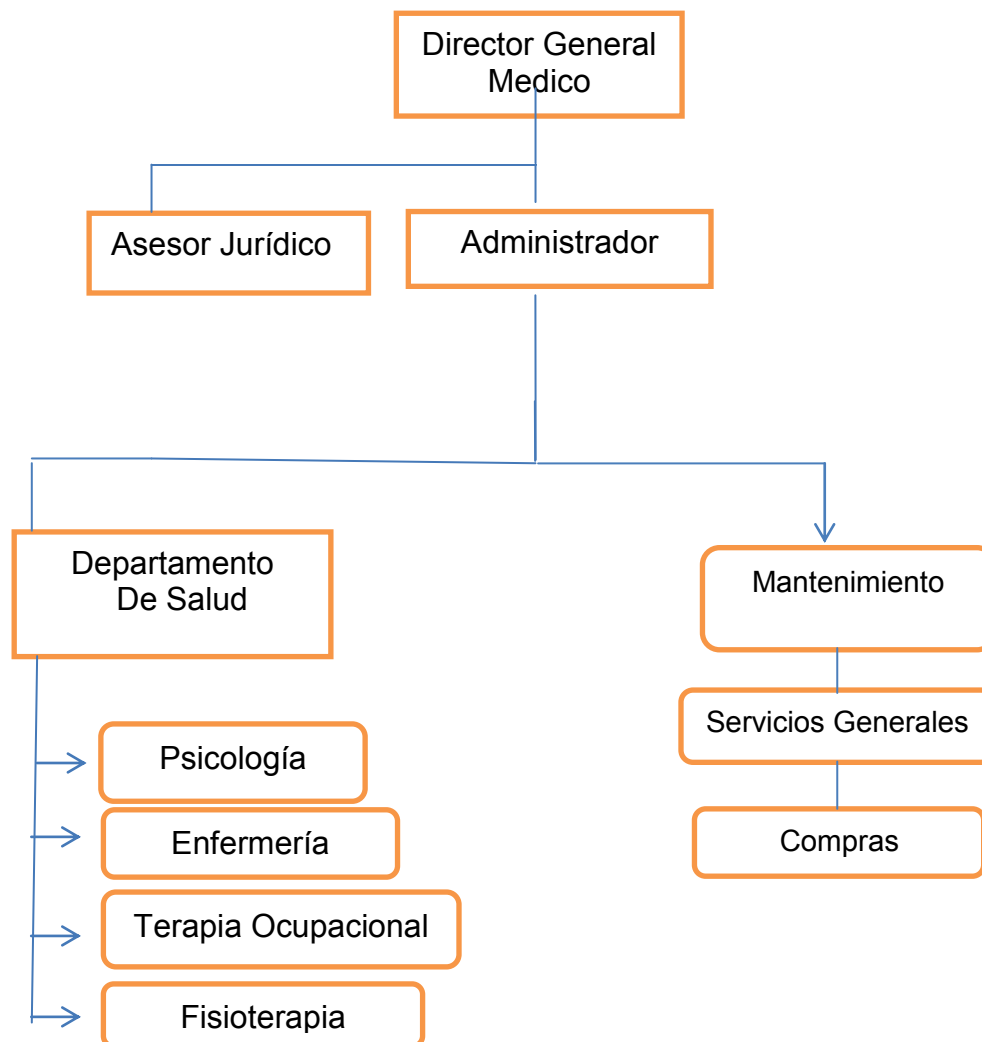 Director General
Medico
Asesor Jurídico
Administrador
Departamento
De Salud
Mantenimiento
Servicios Generales
Compras
Psicología
Enfermería
Terapia Ocupacional
Fisioterapia